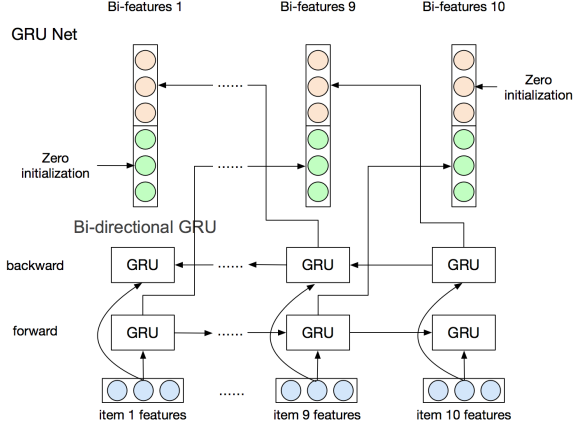 Bi-features 1
Bi-features 9
Bi-features 10
GRU Net
......
Zero
initialization
Zero
initialization
......
Bi-directional GRU
backward
GRU
......
GRU
GRU
forward
GRU
......
GRU
GRU
......
item 1 features
item 9 features
item 10 features